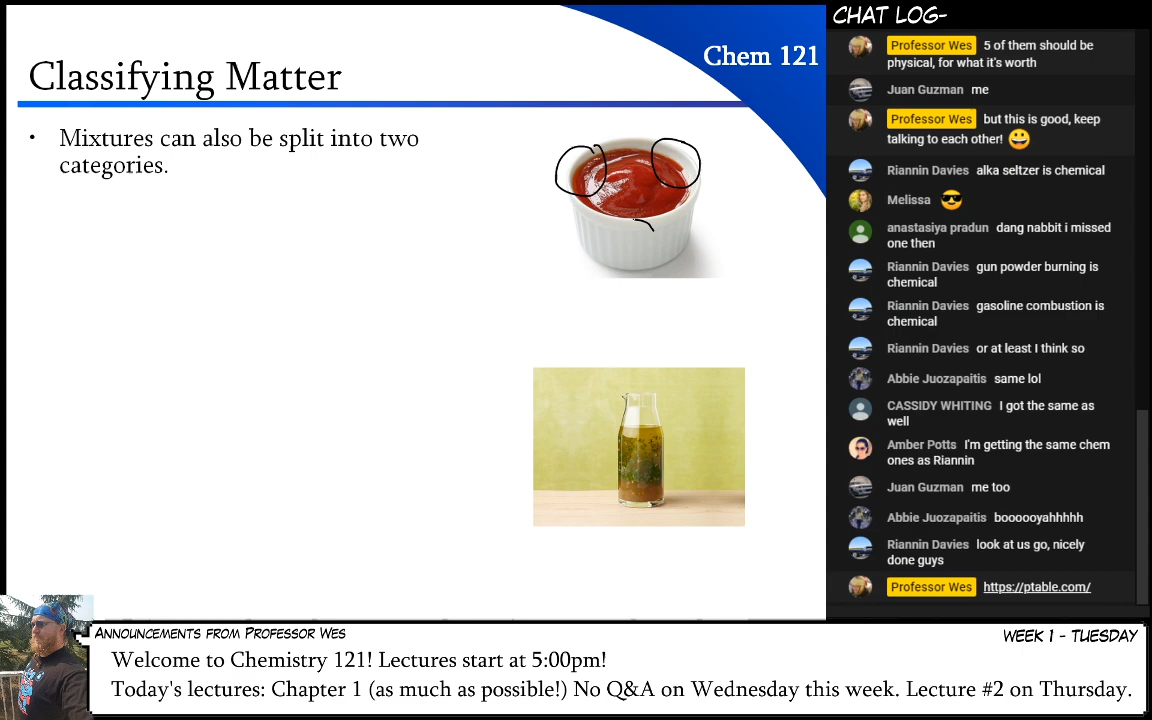 Chem 121
Classifying Matter
• Mixtures can also be split into two
categories.
CHAT LOG-
Professor Wes 5 of them should be
physical, for what it's worth
Juan Guzman me
Professor Wes but this is good, keep
talking to each other! 😀
Riannin Davies alka seltzer is chemical
Melissa 😎
anastasiya pradun dang nabbit i missed
one then
Riannin Davies gun powder burning is
chemical
Riannin Davies gasoline combustion is
chemical
Riannin Davies or at least I think so
Abbie Juozapaitis same lol
CASSIDY WHITING I got the same as
well
Amber Potts I'm getting the same chem
ones as Riannin
Juan Guzman me too
Abbie Juozapaitis boooooyahhhhh
Riannin Davies look at us go, nicely
done guys
Professor Wes https://ptable.com/
ANNOUNCEMENTS FROM PROFESSOR WES
WEEK 1 - TUESDAY
Welcome to Chemistry 121! Lectures start at 5:00pm!
Today's lectures: Chapter 1 (as much as possible!) No Q&A on Wednesday this week. Lecture #2 on Thursday.